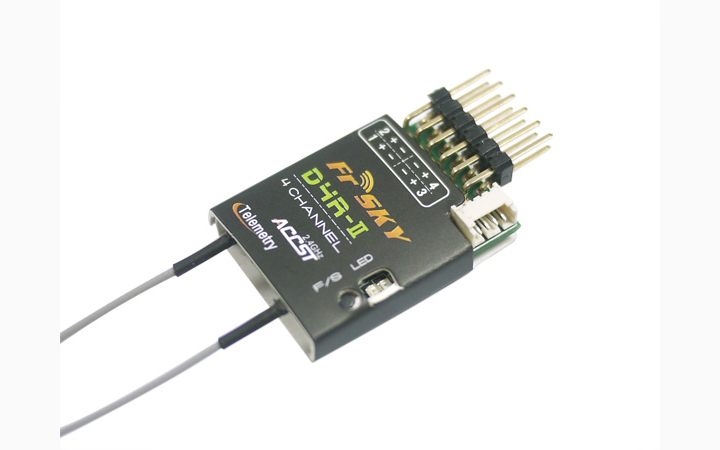 2 + - - + 4
1 + - - + 3
FrSKY
D4R-II
4 CHANNEL
ACCST
2.4GHz
Telemetry
LED
F/S